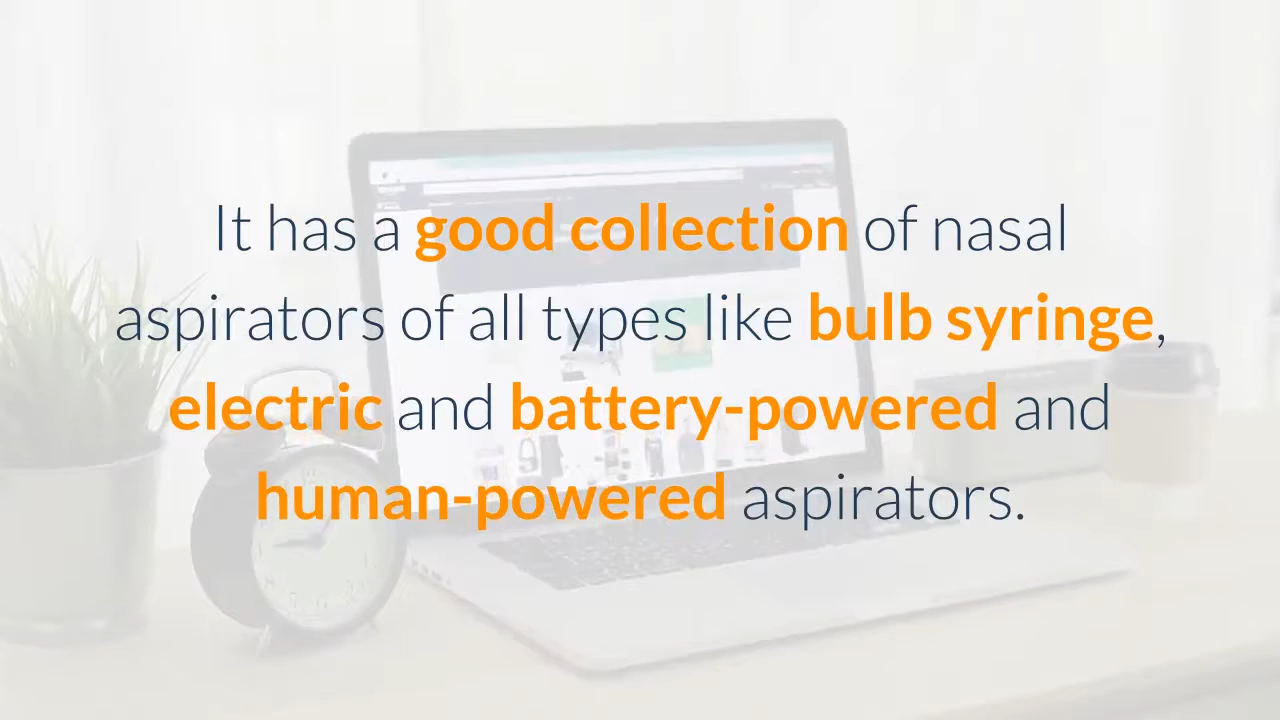 It has a good collection of nasal
aspirators of all types like bulb syringe,
electric and battery-powered and
human-powered aspirators.